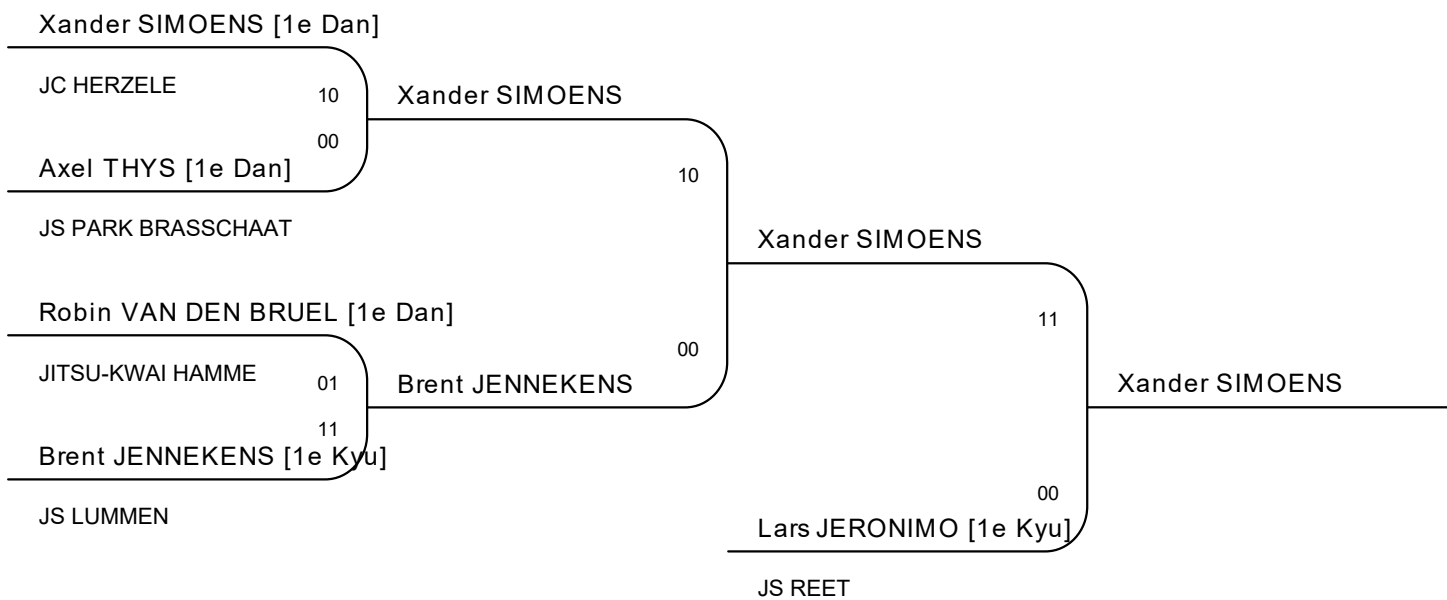 Xander SIMOENS [1e Dan]
JC HERZELE
10
Xander SIMOENS
00
Axel THYS [1e Dan]
10
JS PARK BRASSCHAAT
Xander SIMOENS
Robin VAN DEN BRUEL [1e Dan]
11
00
JITSU-KWAI HAMME
01
Brent JENNEKENS
Xander SIMOENS
11
Brent JENNEKENS [1e Kyu]
00
JS LUMMEN
Lars JERONIMO [1e Kyu]
JS REET